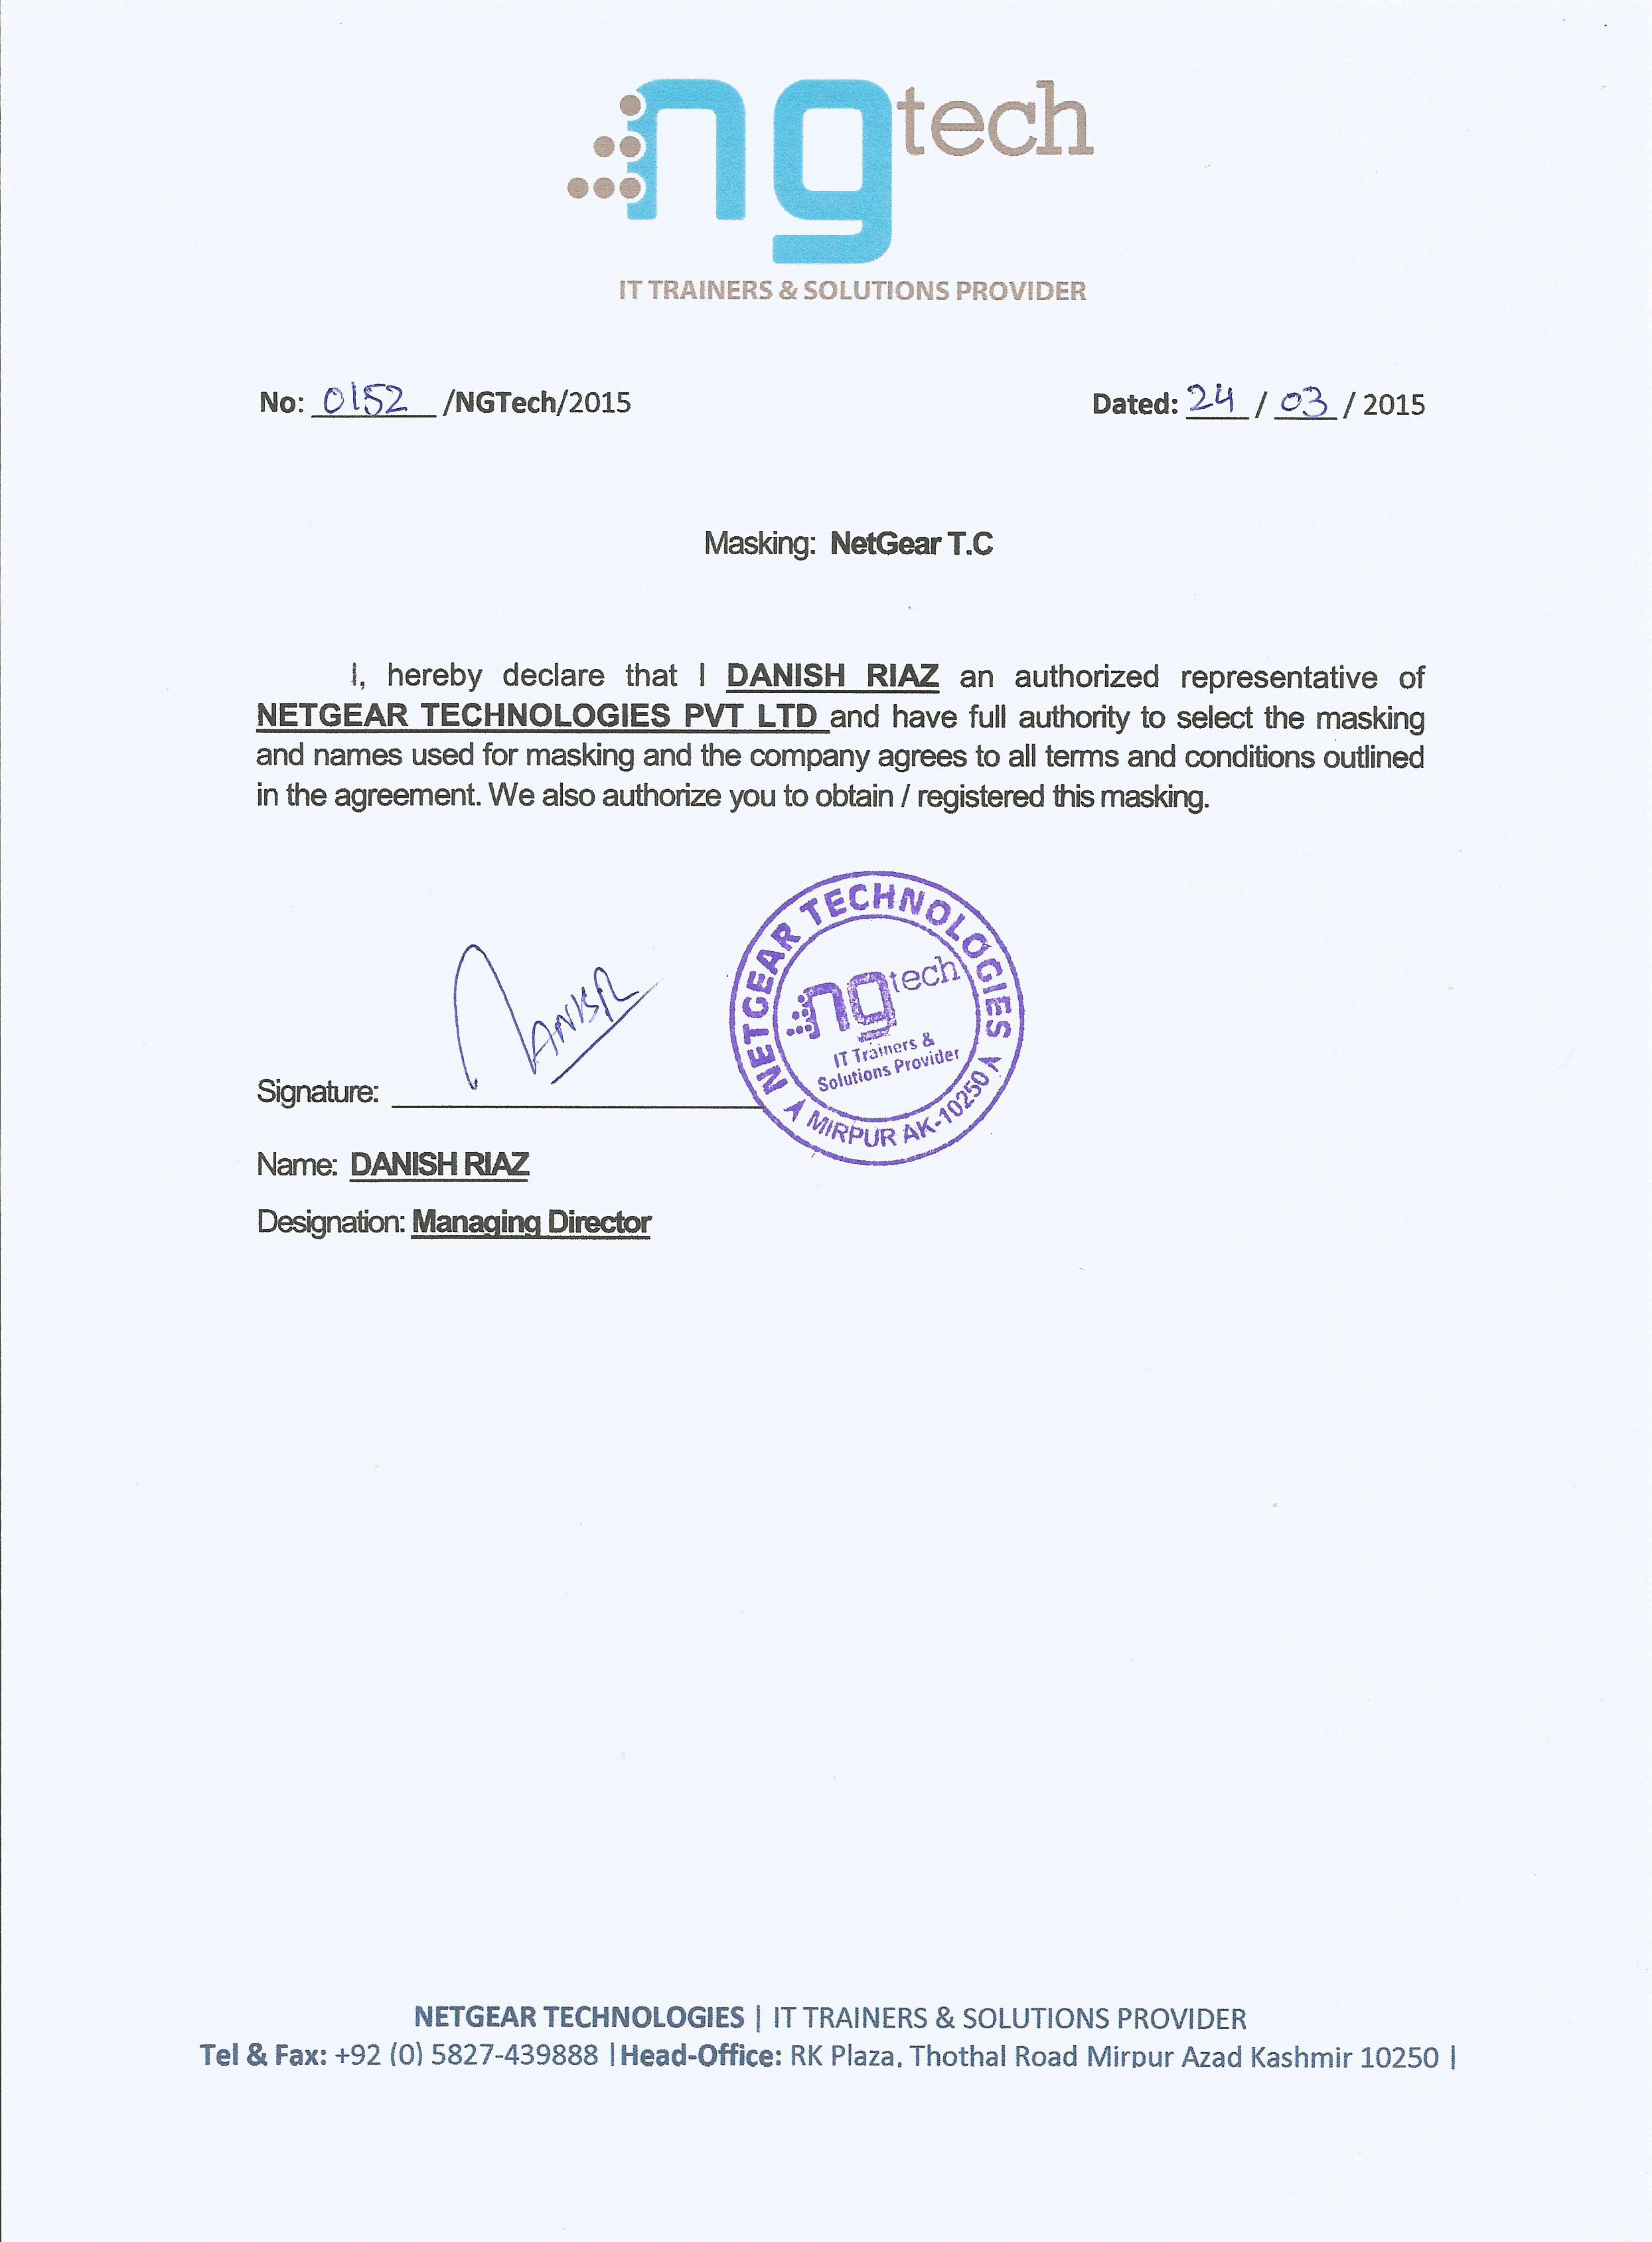 ngtech
IT TRAINERS & SOLUTIONS PROVIDER
No: 0152 /NGTech/2015
Dated: 24 / 03 / 2015
Masking: NetGear T.C
I, hereby declare that I DANISH RIAZ an authorized representative of
NETGEAR TECHNOLOGIES PVT LTD and have full authority to select the masking
and names used for masking and the company agrees to all terms and conditions outlined
in the agreement. We also authorize you to obtain / registered this masking.
NETGEAR TECHNOLOGIES
ngtech
IT Trainers &
Solutions Provider
MIRPUR AK-10250
Signature:
Name: DANISH RIAZ
Designation: Managing Director
NETGEAR TECHNOLOGIES | IT TRAINERS & SOLUTIONS PROVIDER
Tel & Fax: +92 (0) 5827-439888 | Head-Office: RK Plaza, Thothal Road Mirpur Azad Kashmir 10250 |